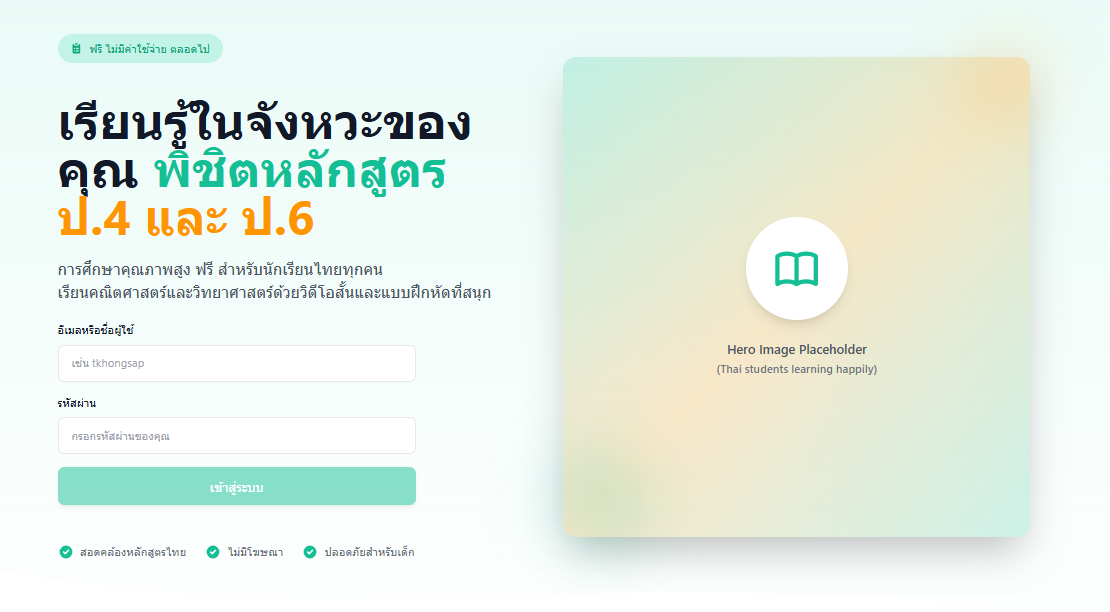 ฟรี ไม่มีค่าใช้จ่าย ตลอดไป
เรียนรู้ในจังหวะของ
คุณ พิชิตหลักสูตร
ป.4 และ ป.6
การศึกษาคุณภาพสูง ฟรี สำหรับนักเรียนไทยทุกคน
เรียนคณิตศาสตร์และวิทยาศาสตร์ด้วยวิดีโอสั้นและแบบฝึกหัดที่สนุก
อีเมลหรือชื่อผู้ใช้
เช่น tkhongsap
รหัสผ่าน
กรอกรหัสผ่านของคุณ
เข้าสู่ระบบ
สอดคล้องหลักสูตรไทย ไม่มีโฆษณา ปลอดภัยสำหรับเด็ก
Hero Image Placeholder
(Thai students learning happily)